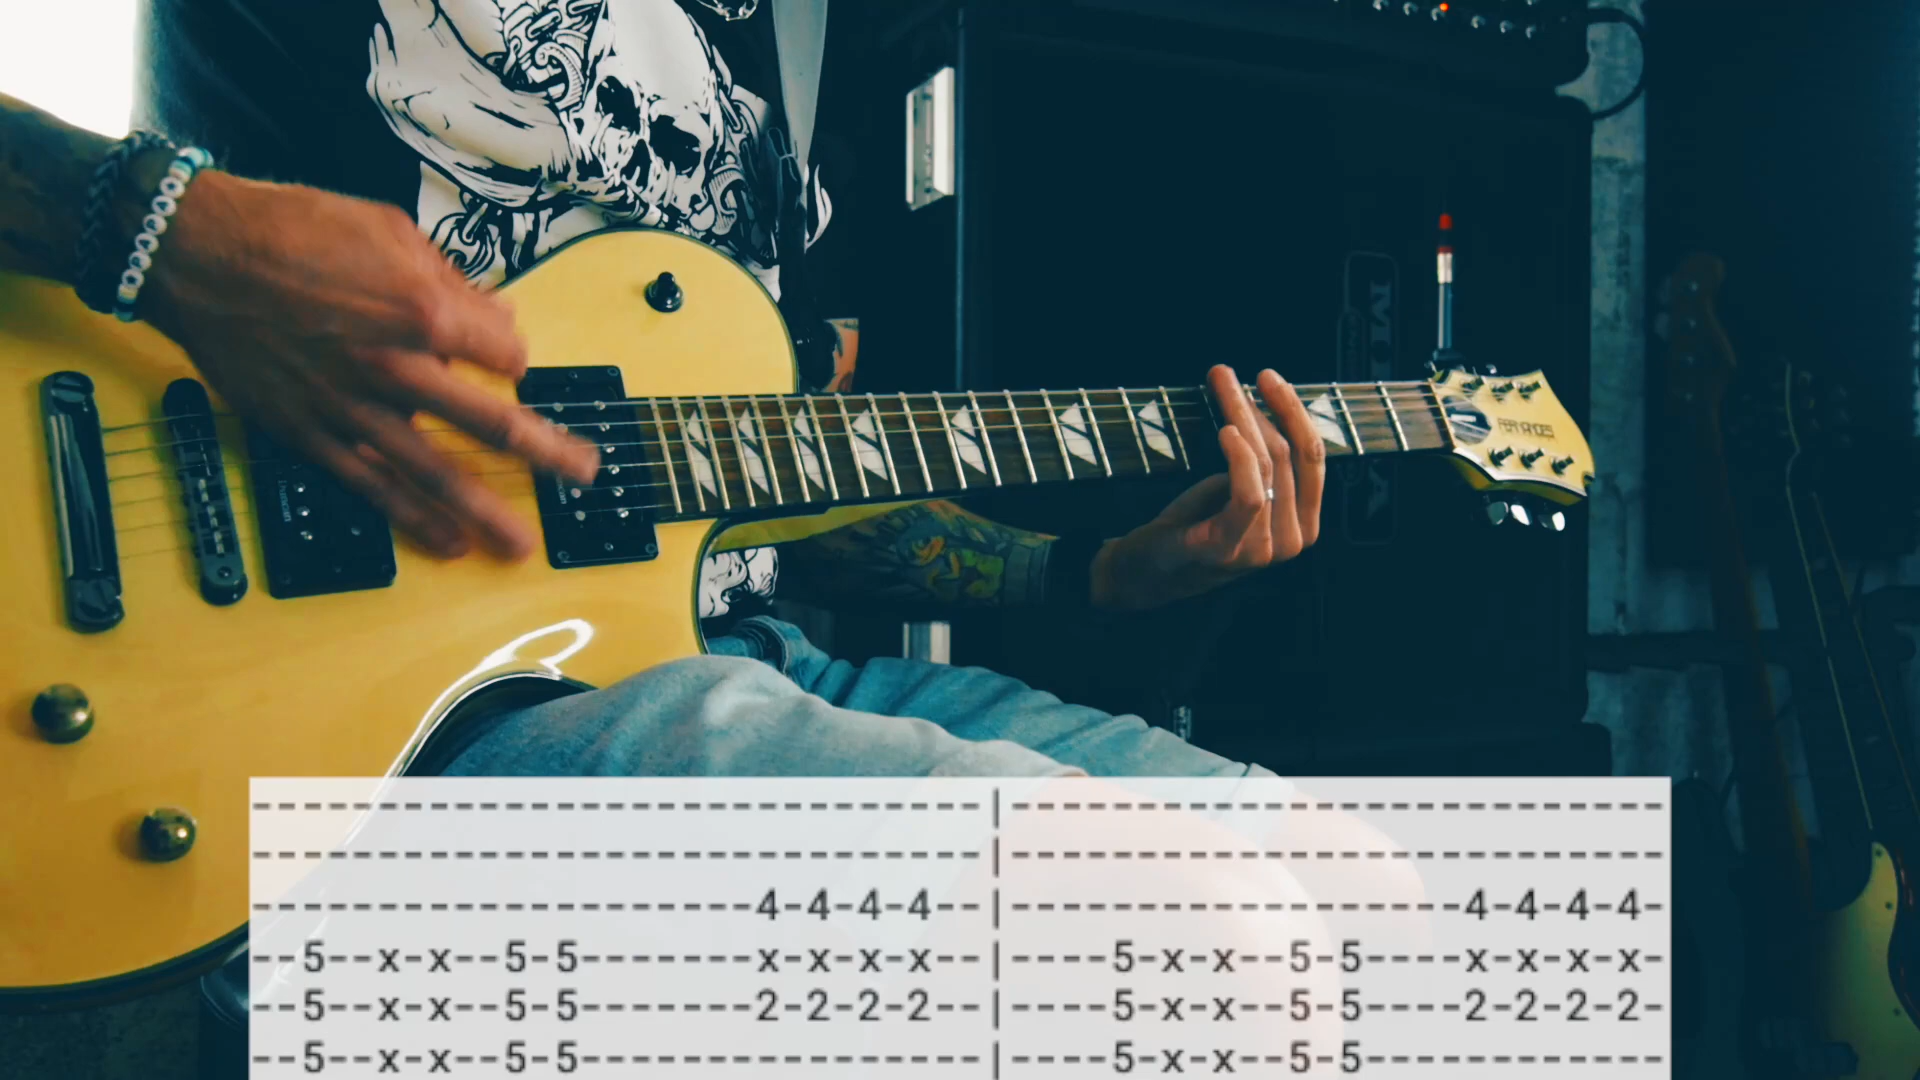 FERNANDES
Duncan
-----------------------------|--------------------------
-----------------------------|--------------------------
--------------------4-4-4-4--|------------------4-4-4-4-
--5--x-x--5-5-------x-x-x-x--|----5-x-x--5-5----x-x-x-x-
--5--x-x--5-5-------2-2-2-2--|----5-x-x--5-5----2-2-2-2-
--5--x-x--5-5----------------|----5-x-x--5-5------------